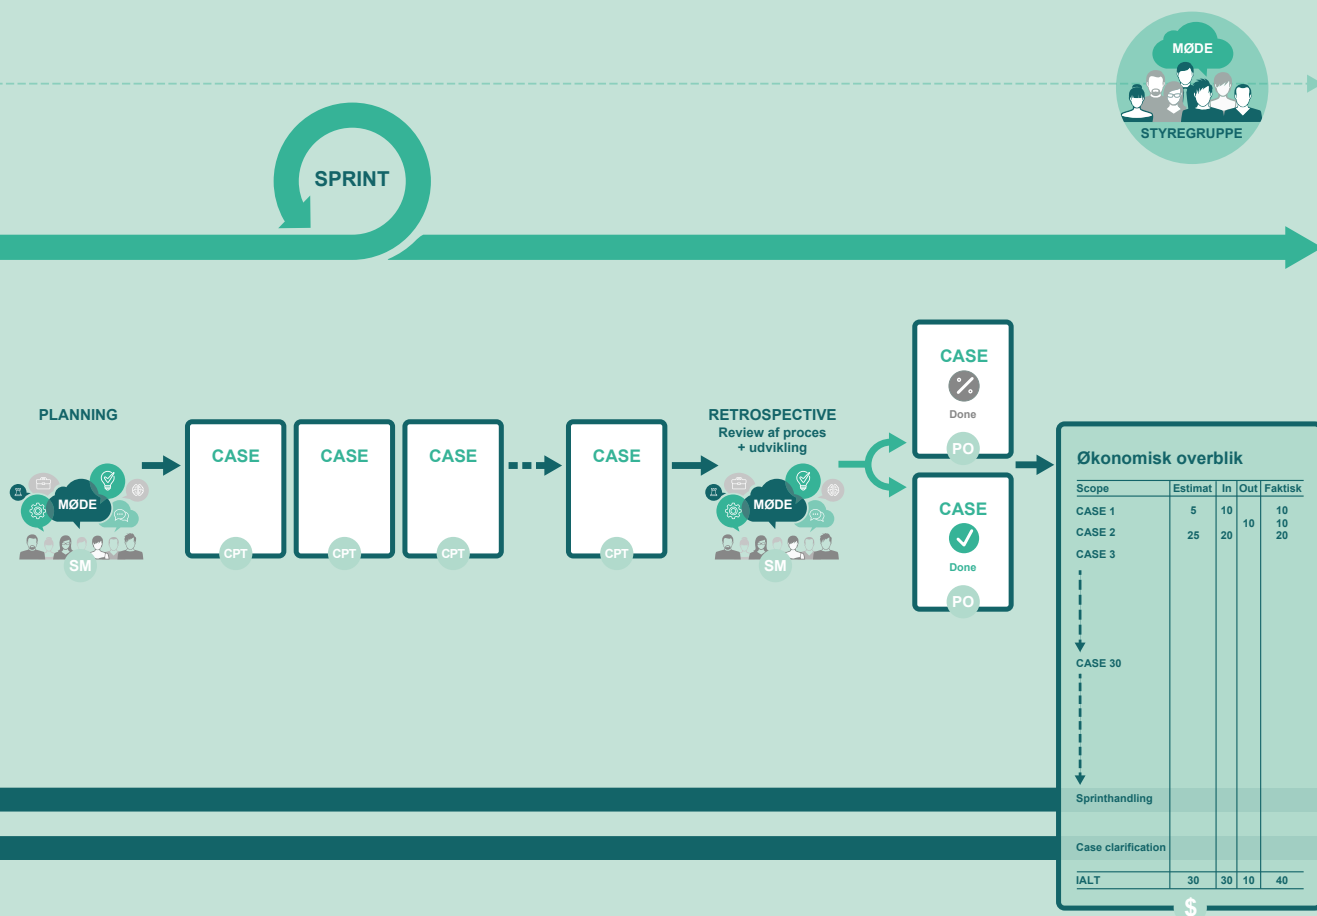 MØDE
STYREGRUPPE
SPRINT
PLANNING
MØDE
SM
CASE
CPT
CASE
CPT
CASE
CPT
CASE
CPT
RETROSPECTIVE
Review af proces
+ udvikling
MØDE
SM
CASE
Done
PO
CASE
Done
PO
Økonomisk overblik
Scope Estimat In Out Faktisk
CASE 1 5 10 10
10 10
CASE 2 25 20 20
CASE 3
CASE 30
Sprinthandling
Case clarification
IALT 30 30 10 40
$